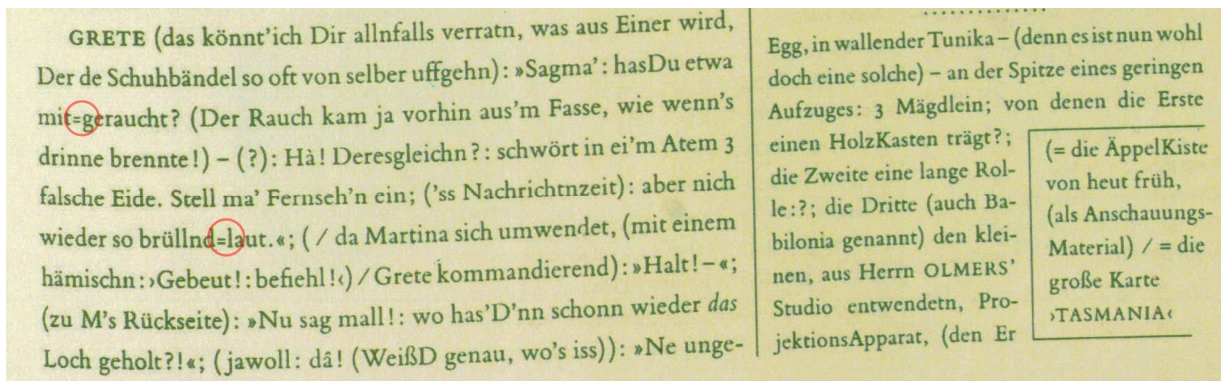 GRETE (das könnt'ich Dir allnfalls verratn, was aus Einer wird,
Der de Schuhbändel so oft von selber uffgehn): »Sagma': hasDu etwa
mit=geraucht? (Der Rauch kam ja vorhin aus'm Fasse, wie wenn's
drinne brennte!) – (?): Hà! Deresgleichn?: schwört in ei'm Atem 3
falsche Eide. Stell ma' Fernseh'n ein; ('ss Nachrichtnzeit): aber nich
wieder so brüllnd=laut.«; ( / da Martina sich umwendet, (mit einem
hämischn: ›Gebeut!: befiehl!‹) / Grete kommandierend): »Halt! – «;
(zu M's Rückseite): »Nu sag mall!: wo has'D'nn schonn wieder das
Loch geholt?!«; (jawoll: dâ! (WeißD genau, wo's iss)): »Ne unge-
Egg, in wallender Tunika – (denn es ist nun wohl
doch eine solche) – an der Spitze eines geringen
Aufzuges: 3 Mägdlein; von denen die Erste
einen HolzKasten trägt?;
die Zweite eine lange Rol-
le:?; die Dritte (auch Ba-
bilonia genannt) den klei-
nen, aus Herrn OLMERS'
Studio entwendetn, Pro-
jektionsApparat, (den Er
(= die ÄppelKiste
von heut früh,
(als Anschauungs-
Material) / = die
große Karte
›TASMANIA‹